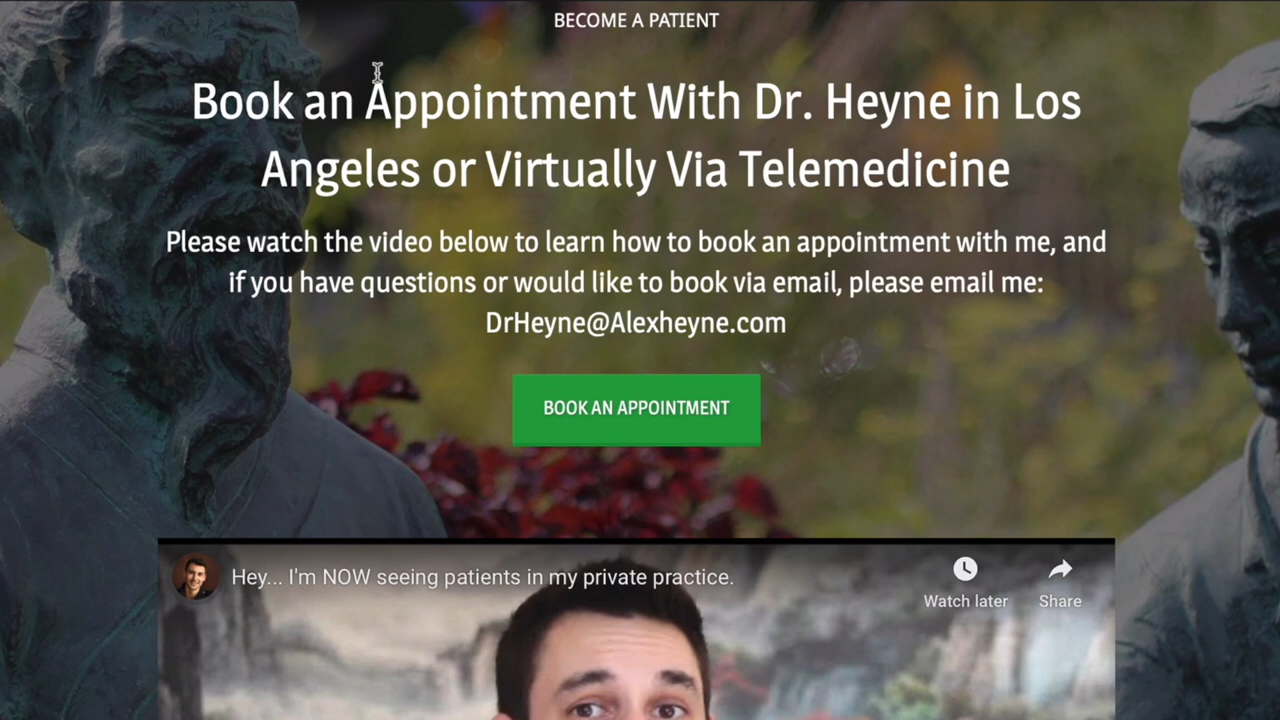 BECOME A PATIENT
Book an Appointment With Dr. Heyne in Los
Angeles or Virtually Via Telemedicine
Please watch the video below to learn how to book an appointment with me, and
if you have questions or would like to book via email, please email me:
DrHeyne@Alexheyne.com
BOOK AN APPOINTMENT
Hey... I'm NOW seeing patients in my private practice.
Watch later
Share